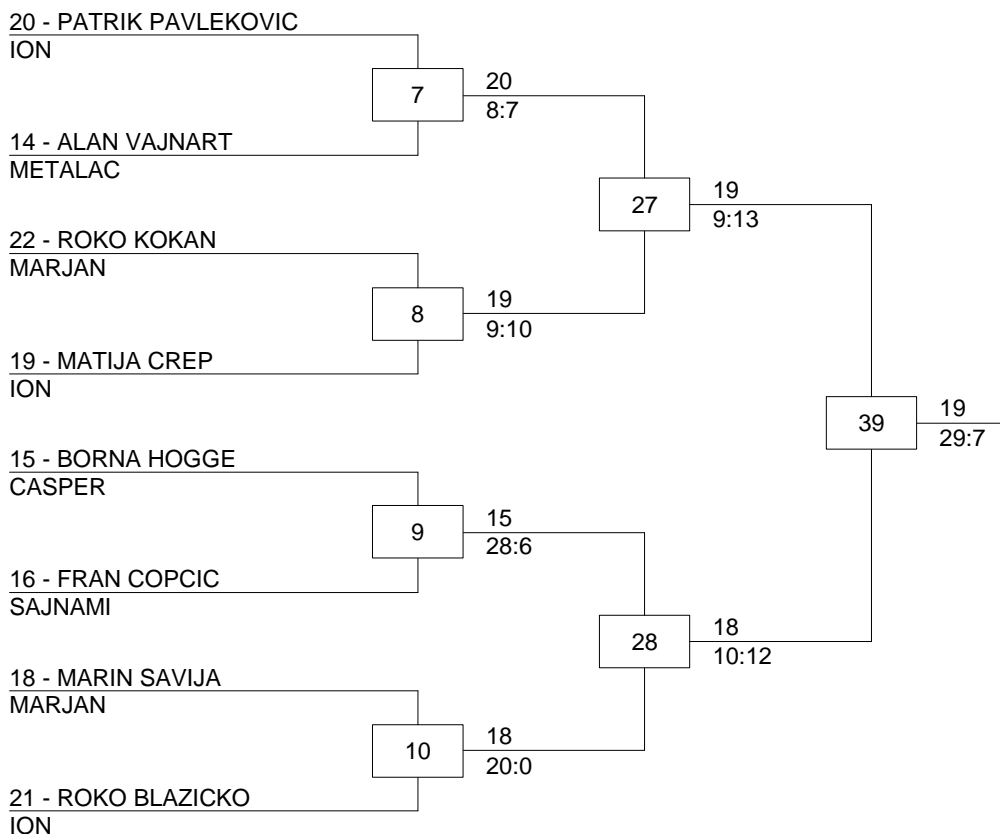 20 - PATRIK PAVLEKOVIC
ION
7
20
8:7
14 - ALAN VAJNART
METALAC
27
19
9:13
22 - ROKO KOKAN
MARJAN
8
19
9:10
19 - MATIJA CREP
ION
39
19
29:7
15 - BORNA HOGGE
CASPER
9
15
28:6
16 - FRAN COPCIC
SAJNAMI
28
18
10:12
18 - MARIN SAVIJA
MARJAN
10
18
20:0
21 - ROKO BLAZICKO
ION